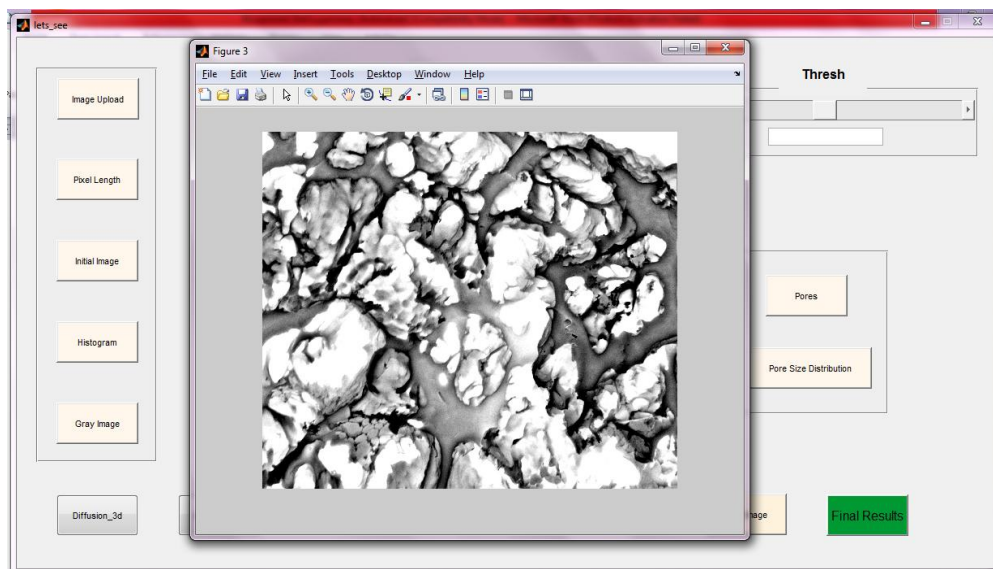 lets_see
Figure 3
File Edit View Insert Tools Desktop Window Help
Thresh
Image Upload
Pixel Length
Initial Image
Histogram
Gray Image
Pores
Pore Size Distribution
Diffusion_3d
Final Results